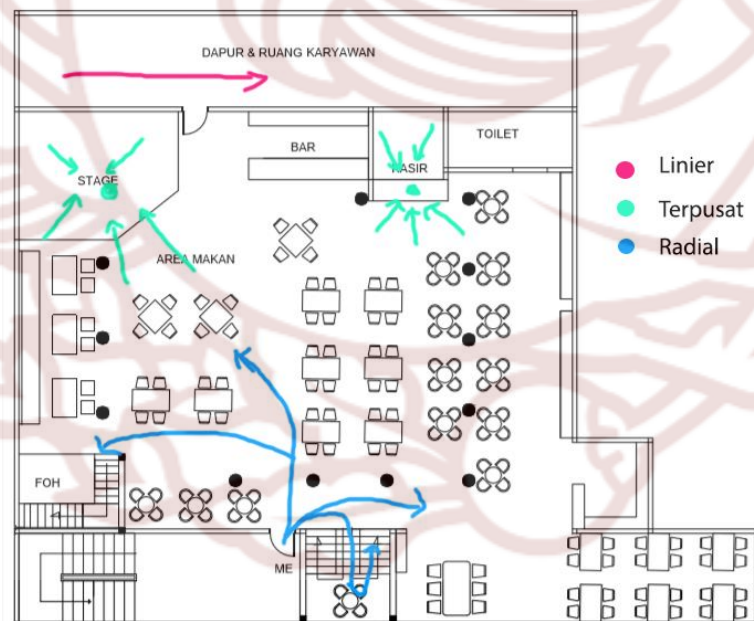 DAPUR & RUANG KARYAWAN
BAR
TOILET
KASIR
STAGE
Linier
Terpusat
Radial
AREA MAKAN
FOH
ME